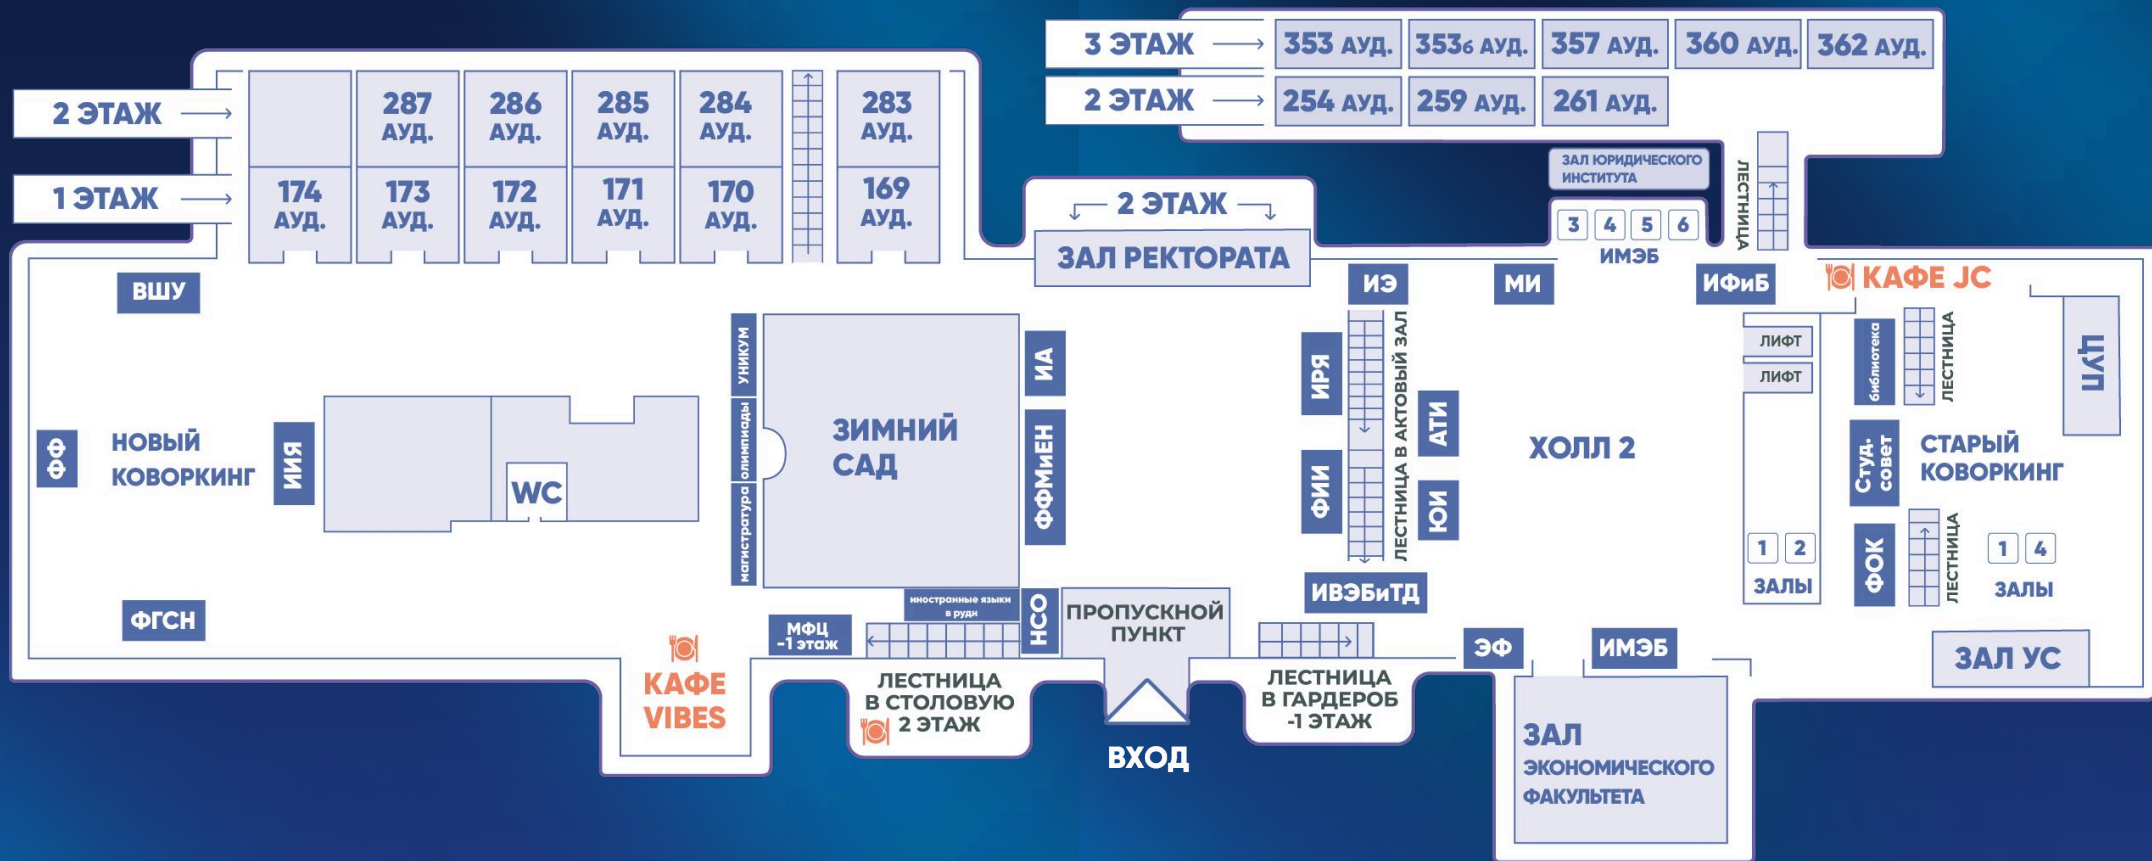 3 ЭТАЖ
353 АУД.
353б АУД.
357 АУД.
360 АУД.
362 АУД.
2 ЭТАЖ
254 АУД.
259 АУД.
261 АУД.
2 ЭТАЖ
287
АУД.
286
АУД.
285
АУД.
284
АУД.
283
АУД.
1 ЭТАЖ
174
АУД.
173
АУД.
172
АУД.
171
АУД.
170
АУД.
169
АУД.
2 ЭТАЖ
ЗАЛ РЕКТОРАТА
ЗАЛ ЮРИДИЧЕСКОГО
ИНСТИТУТА
ЛЕСТНИЦА
3 4 5 6
ИМЭБ
ВШУ
ИЭ
МИ
ИФиБ
КАФЕ JC
УНИКУМ
олимпиады
магистратура
ЗИМНИЙ
САД
ИА
ФФМиЕН
ИРЯ
ФИИ
ЛЕСТНИЦА В АКТОВЫЙ ЗАЛ
АТИ
ЮИ
ХОЛЛ 2
ЛИФТ
ЛИФТ
библиотека
ЛЕСТНИЦА
ЦУП
ФФ
НОВЫЙ
КОВОРКИНГ
ИИЯ
WC
Студ.
совет
СТАРЫЙ
КОВОРКИНГ
1 2
ЗАЛЫ
ФОК
ЛЕСТНИЦА
1 4
ЗАЛЫ
ФГСН
МФЦ
-1 этаж
иностранные языки
в рудн
НСО
ПРОПУСКНОЙ
ПУНКТ
ИВЭБиТД
ЭФ
ИМЭБ
ЗАЛ УС
КАФЕ
VIBES
ЛЕСТНИЦА
В СТОЛОВУЮ
2 ЭТАЖ
ВХОД
ЛЕСТНИЦА
В ГАРДЕРОБ
-1 ЭТАЖ
ЗАЛ
ЭКОНОМИЧЕСКОГО
ФАКУЛЬТЕТА